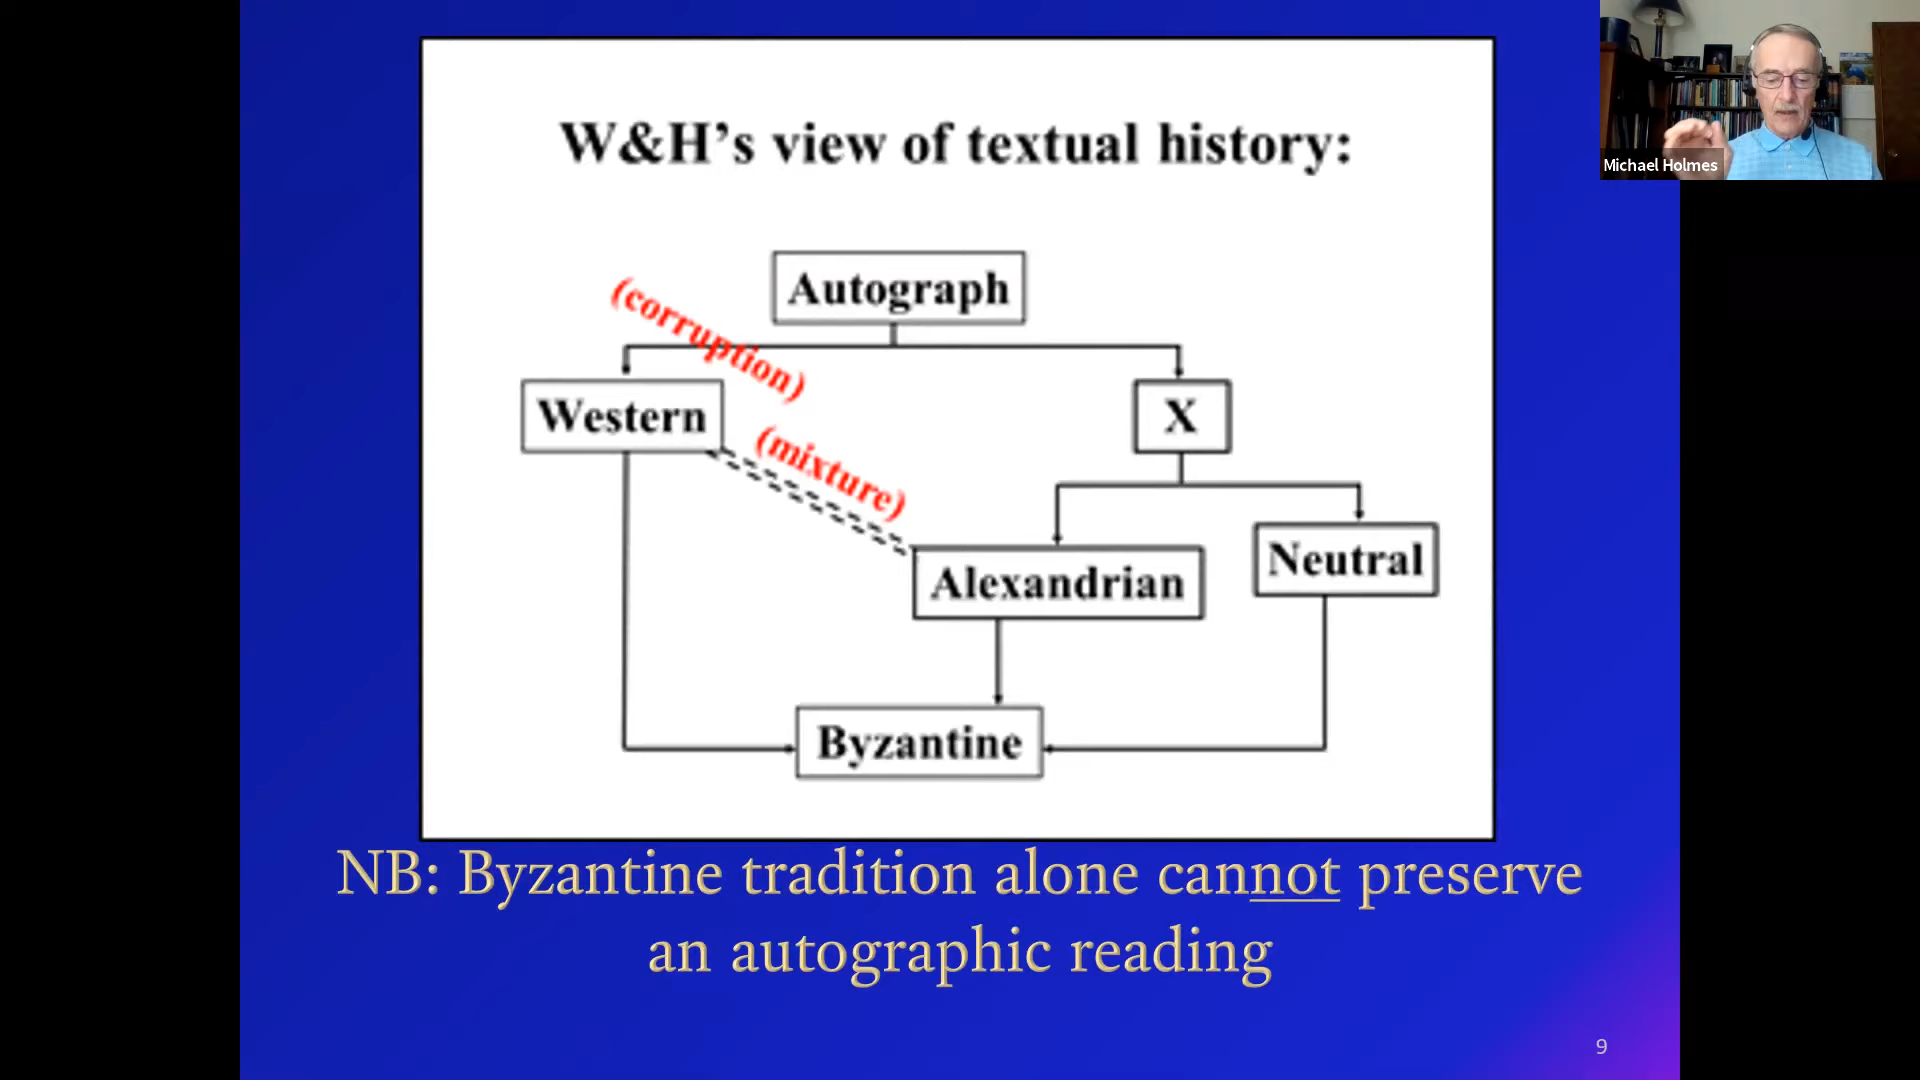 W&H's view of textual history:
Autograph
(corruption)
Western
X
(mixture)
Alexandrian
Neutral
Byzantine
NB: Byzantine tradition alone cannot preserve
an autographic reading
9
Michael Holmes